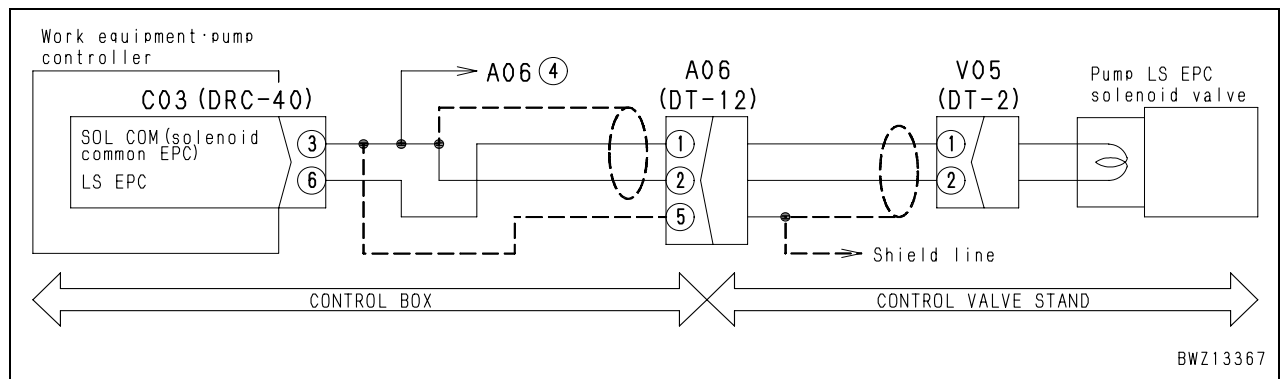 Work equipment·pump
controller
C03 (DRC-40)
SOL COM (solenoid
common EPC)
LS EPC
3
6
A06 4
A06
(DT-12)
1
2
5
V05
(DT-2)
1
2
Pump LS EPC
solenoid valve
Shield line
CONTROL BOX
CONTROL VALVE STAND
BWZ13367